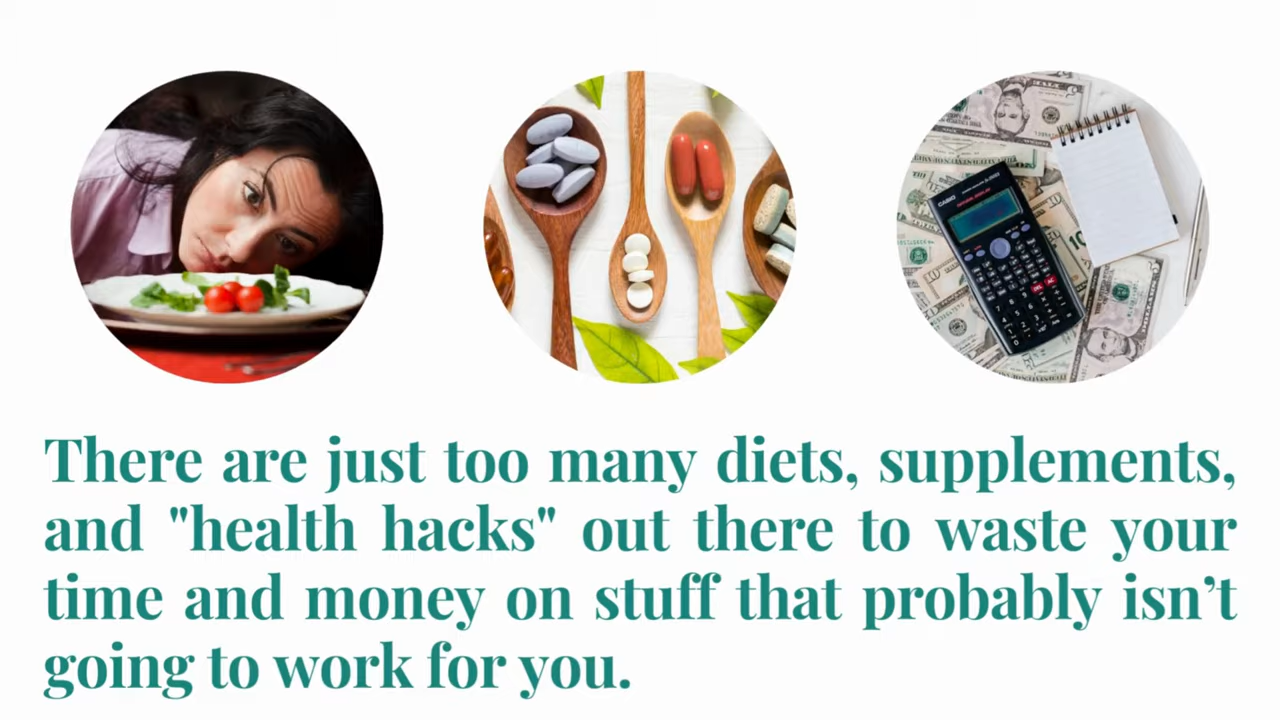 There are just too many diets, supplements,
and "health hacks" out there to waste your
time and money on stuff that probably isn’t
going to work for you.
CASIO